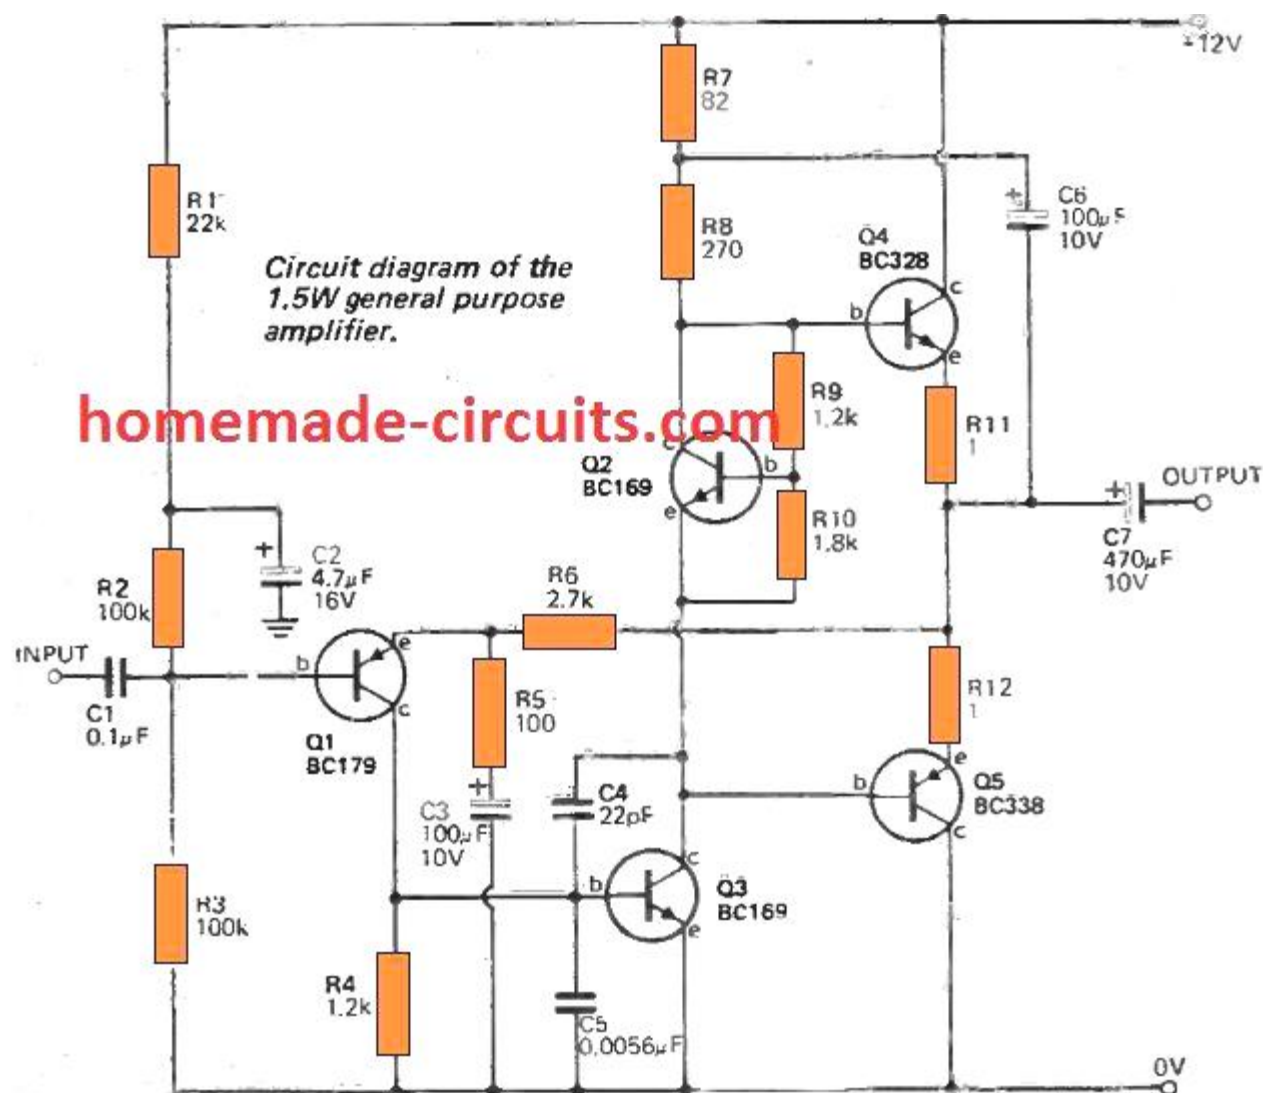 -12V
R7
82
R1
22k
R8
270
C6
100µF
10V
Q4
BC328
Circuit diagram of the
1.5W general purpose
amplifier.
c
b
e
R9
1.2k
R11
1
homemade-circuits.com
c
Q2
BC169
b
e
OUTPUT
+
C7
470µF
10V
R10
1.8k
+
C2
4.7µF
16V
R2
100k
R6
2.7k
INPUT
C1
0.1µF
b
e
c
Q1
BC179
R5
100
R12
1
+
C3
100µF
10V
C4
22pF
b
e
c
Q5
BC338
R3
100k
b
c
e
Q3
BC169
R4
1.2k
C5
0.0056µF
0V